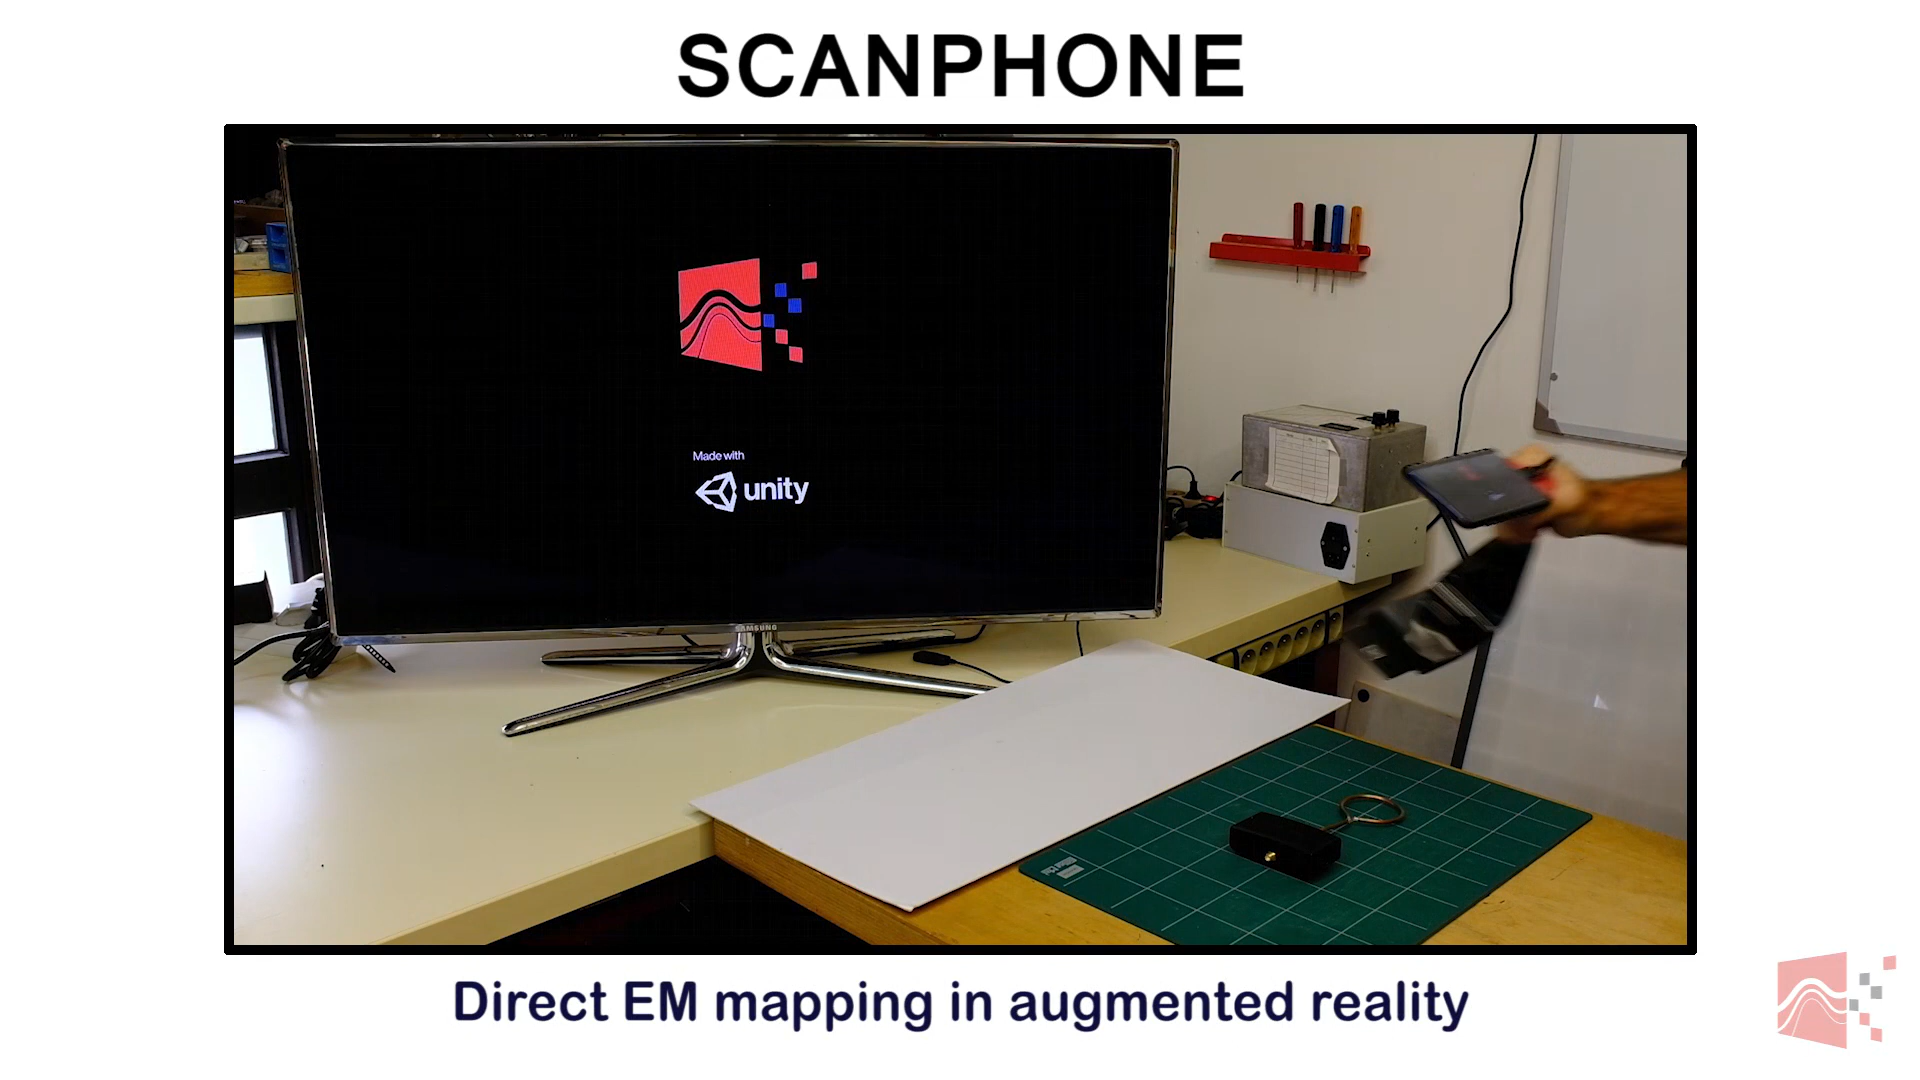 SCANPHONE
Made with
unity
SAMSUNG
Direct EM mapping in augmented reality